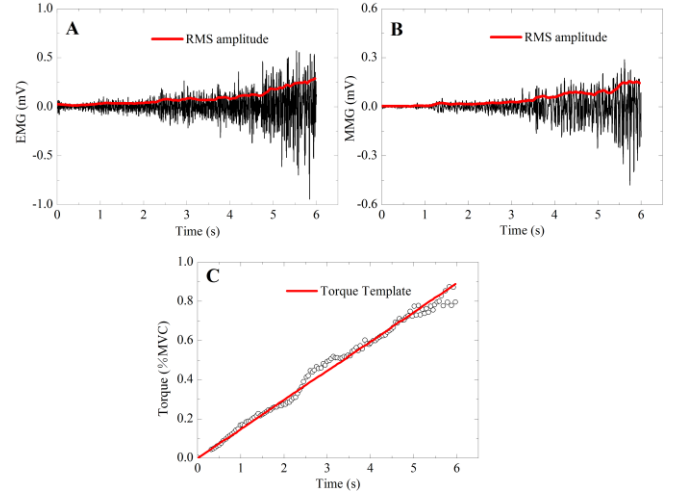 A
RMS amplitude
EMG (mV)
1.0
0.5
0.0
-0.5
-1.0
0 1 2 3 4 5 6
Time (s)
B
RMS amplitude
MMG (mV)
0.6
0.3
0.0
-0.3
-0.6
0 1 2 3 4 5 6
Time (s)
C
Torque Template
Torque (%MVC)
1.0
0.8
0.6
0.4
0.2
0.0
0 1 2 3 4 5 6
Time (s)